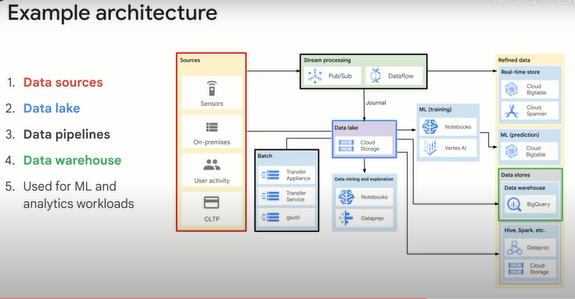 Example architecture
1. Data sources
2. Data lake
3. Data pipelines
4. Data warehouse
5. Used for ML and
analytics workloads
Sources
Sensors
On-premises
User activity
OLTP
Stream processing
Pub/Sub
Dataflow
Journal
Batch
Transfer
Appliance
Transfer
Service
gsutil
Data lake
Cloud
Storage
Data mining and exploration
Notebooks
Dataprep
ML (training)
Notebooks
Vertex AI
Refined data
Real-time store
Cloud
Bigtable
Cloud
Spanner
ML (prediction)
Cloud
Bigtable
Data stores
Data warehouse
BigQuery
Hive, Spark, etc.
Dataproc
Cloud
Storage